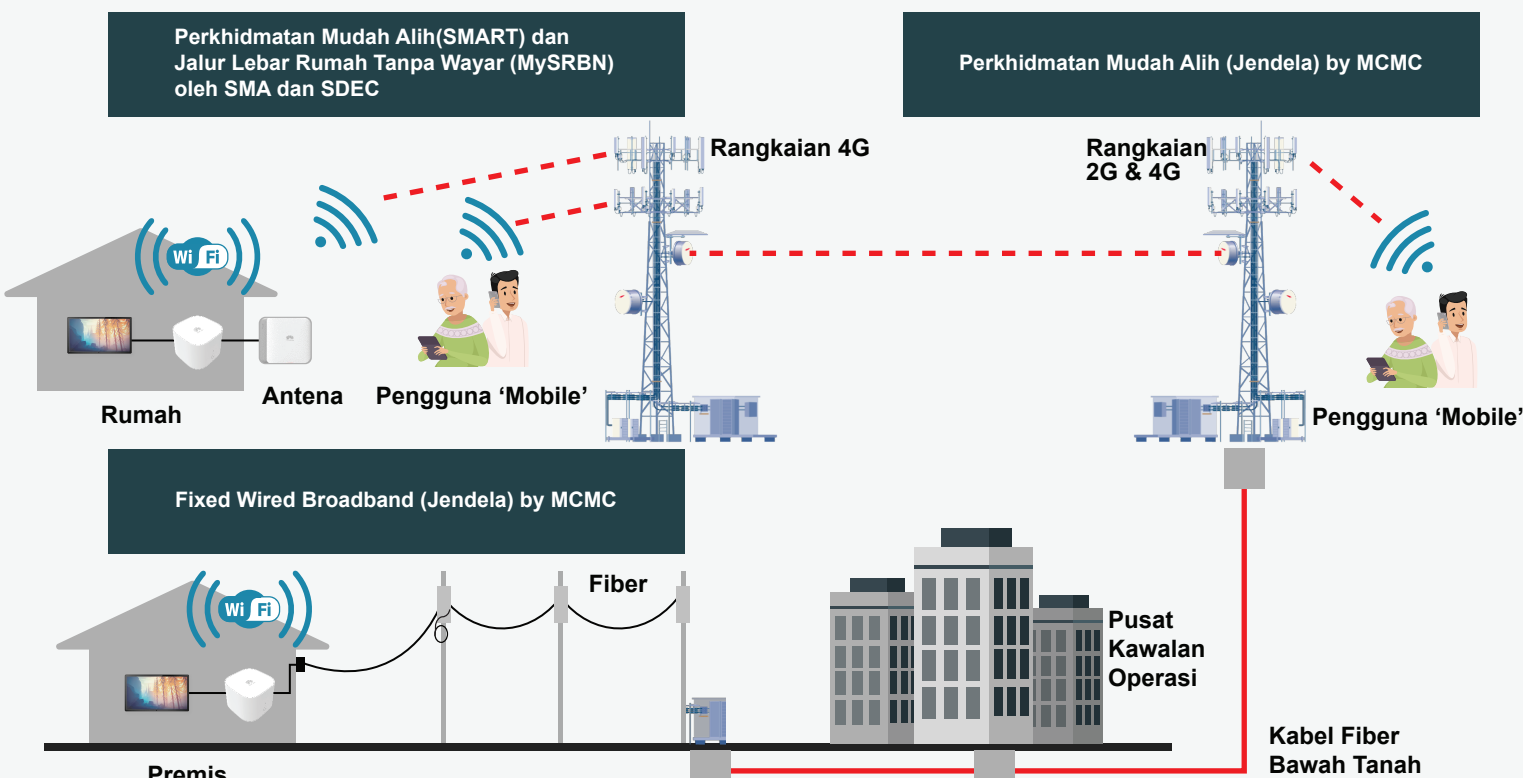 Perkhidmatan Mudah Alih(SMART) dan
Jalur Lebar Rumah Tanpa Wayar (MySRBN)
oleh SMA dan SDEC
Perkhidmatan Mudah Alih (Jendela) by MCMC
Rangkaian 4G
Rangkaian
2G & 4G
Wi Fi
Rumah
Antena
Pengguna ‘Mobile’
Pengguna ‘Mobile’
Fixed Wired Broadband (Jendela) by MCMC
Fiber
Wi Fi
Pusat
Kawalan
Operasi
Kabel Fiber
Bawah Tanah
Premis